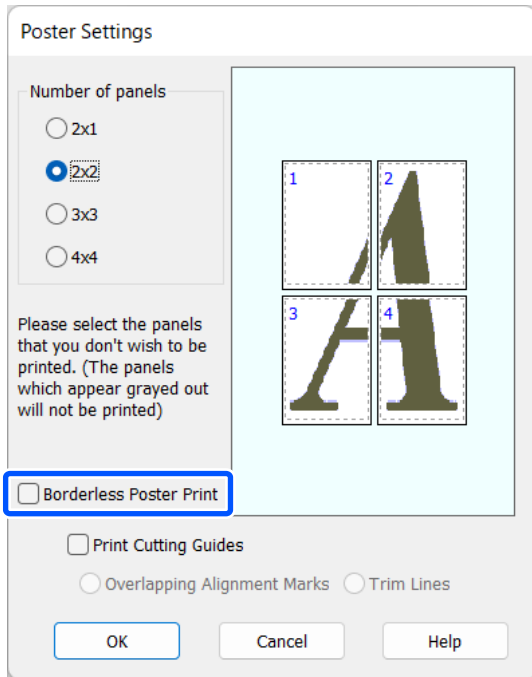 Poster Settings
Number of panels
2x1
2x2
3x3
4x4
Please select the panels
that you don't wish to be
printed. (The panels
which appear grayed out
will not be printed)
1
2
3
4
A
Borderless Poster Print
Print Cutting Guides
Overlapping Alignment Marks Trim Lines
OK Cancel Help